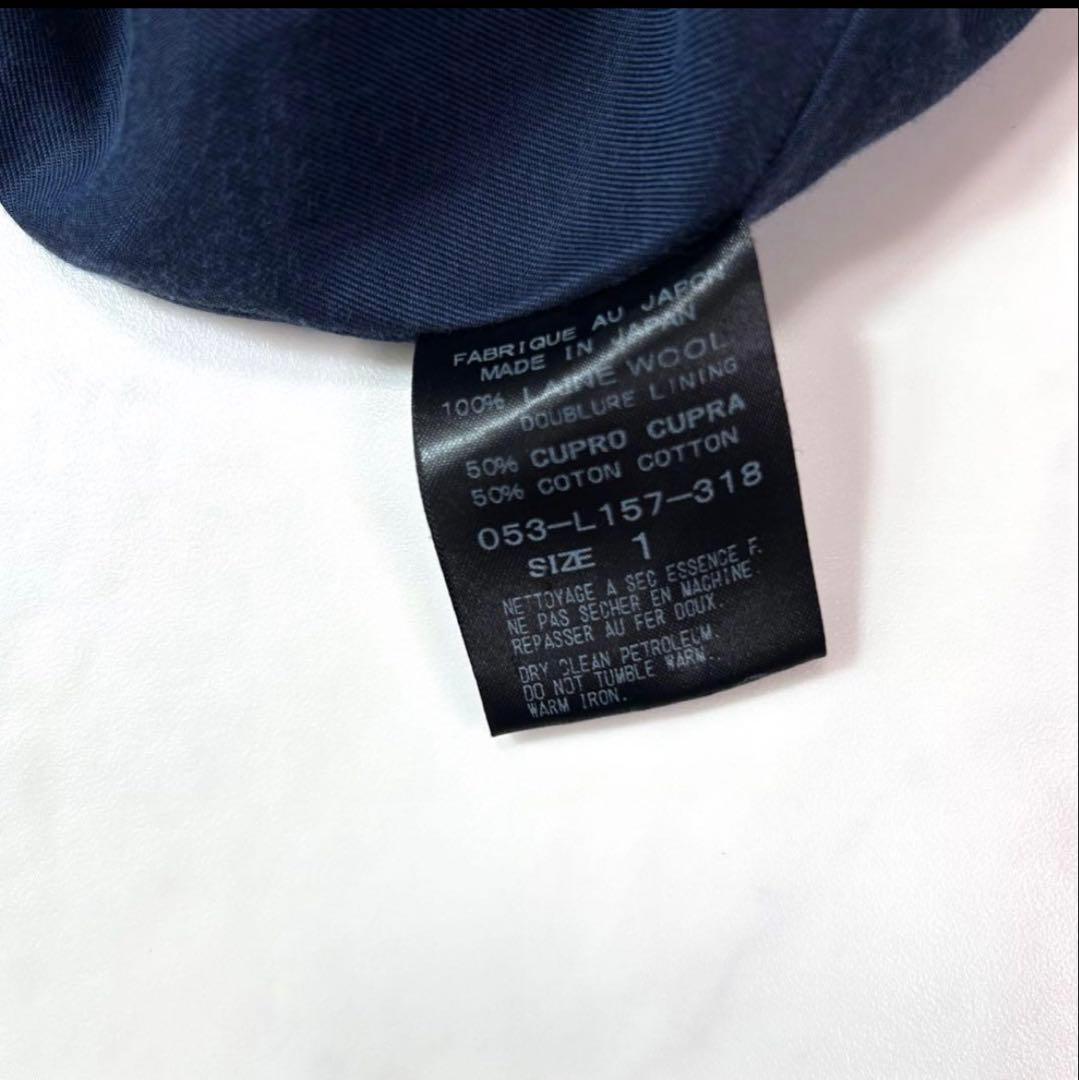 FABRIQUE AU JAPON
MADE IN JAPAN
100% LAINE WOOL
DOUBLURE LINING
50% CUPRO CUPRA
50% COTON COTTON
053-L157-318
SIZE 1
NETTOYAGE A SEC ESSENCE F.
NE PAS SECHER EN MACHINE.
REPASSER AU FER DOUX.
DRY CLEAN PETROLEUM.
DO NOT TUMBLE WARM.
WARM IRON.